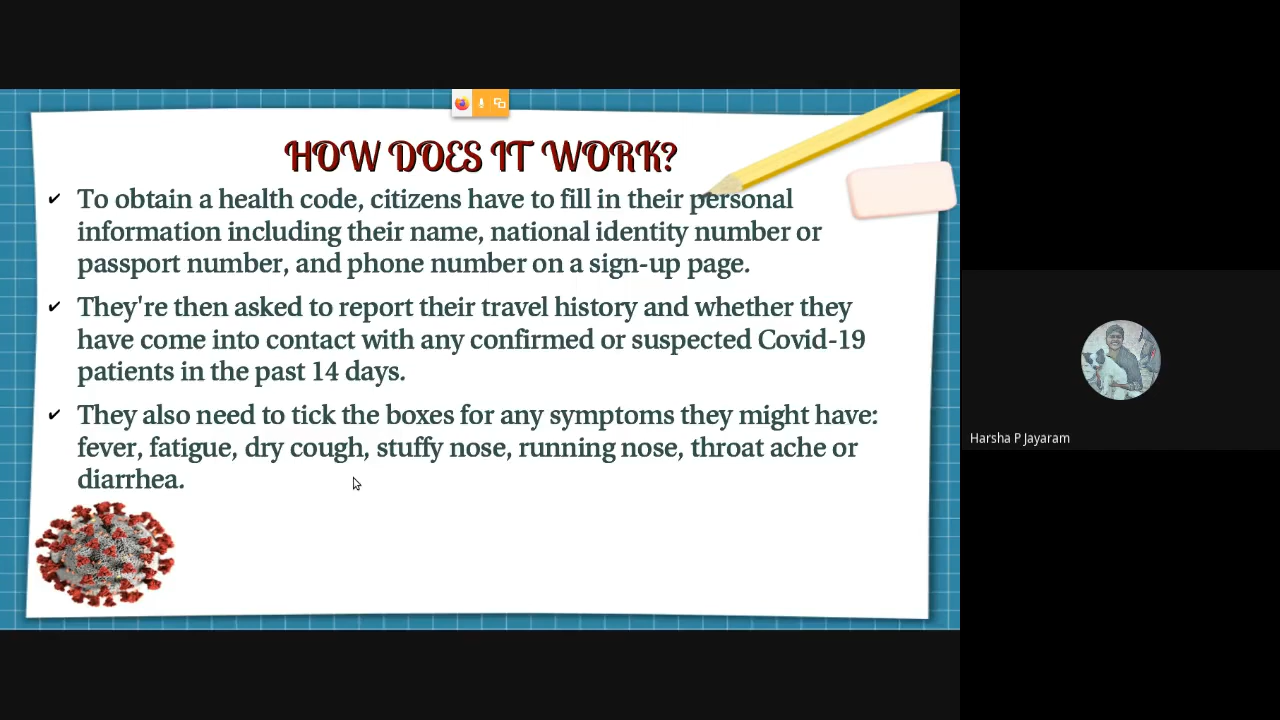 HOW DOES IT WORK?
✔ To obtain a health code, citizens have to fill in their personal
information including their name, national identity number or
passport number, and phone number on a sign-up page.
✔ They're then asked to report their travel history and whether they
have come into contact with any confirmed or suspected Covid-19
patients in the past 14 days.
✔ They also need to tick the boxes for any symptoms they might have:
fever, fatigue, dry cough, stuffy nose, running nose, throat ache or
diarrhea.
Harsha P Jayaram